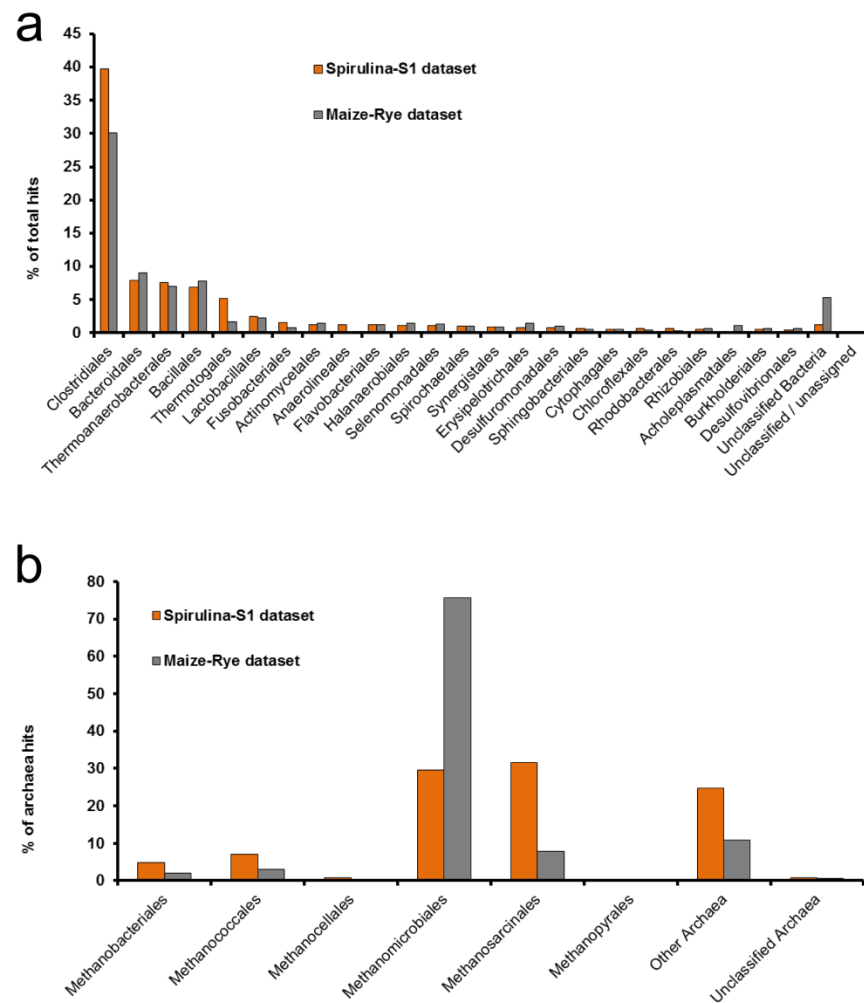 a
45
40
35
30
25
20
15
10
5
0
% of total hits
Spirulina-S1 dataset
Maize-Rye dataset
Clostridiales
Bacteroidales
Thermoanaerobacterales
Bacillales
Thermotogales
Lactobacillales
Fusobacteriales
Actinomycetales
Anaerolineales
Flavobacteriales
Halanaerobiales
Selenomonadales
Spirochaetales
Synergistales
Erysipelotrichales
Desulfuromonadales
Sphingobacteriales
Cytophagales
Chloroflexales
Rhodobacterales
Rhizobiales
Acholeplasmatales
Burkholderiales
Desulfovibrionales
Unclassified Bacteria
Unclassified / unassigned
b
80
70
60
50
40
30
20
10
0
% of archaea hits
Spirulina-S1 dataset
Maize-Rye dataset
Methanobacteriales
Methanococcales
Methanocellales
Methanomicrobiales
Methanosarcinales
Methanopyrales
Other Archaea
Unclassified Archaea